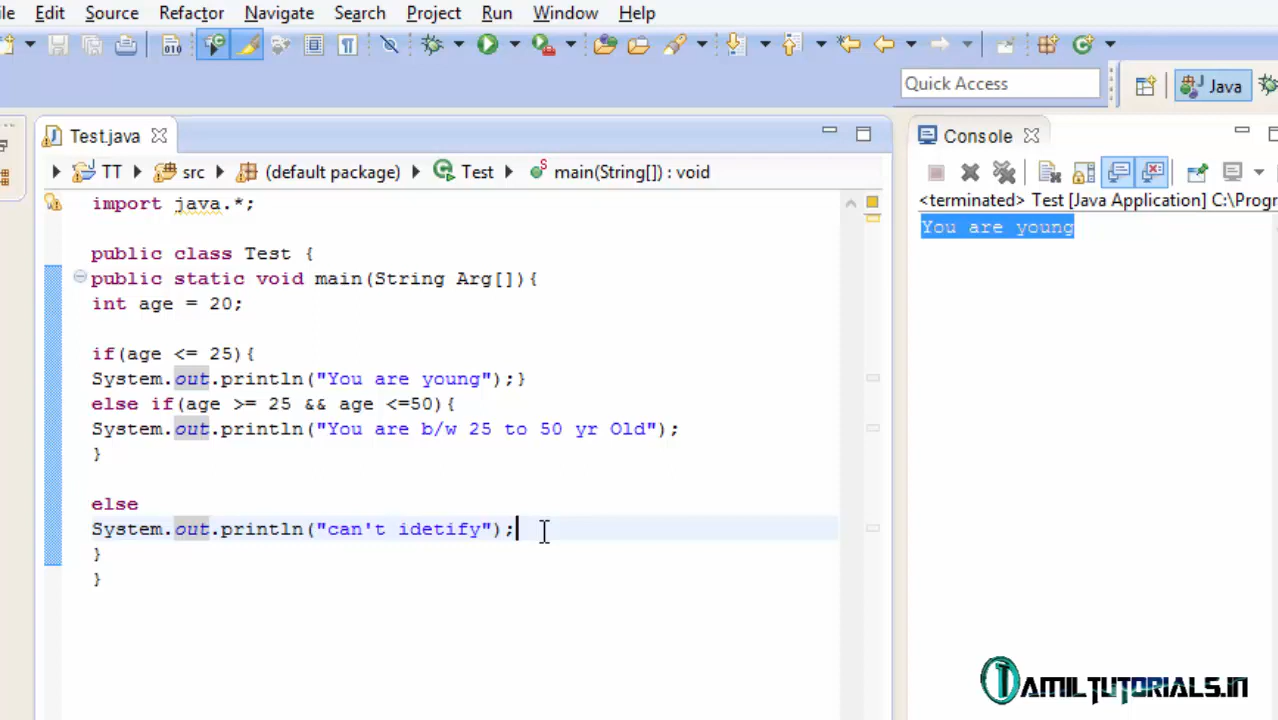 ile Edit Source Refactor Navigate Search Project Run Window Help
Quick Access
Java
Test.java
Console
TT src (default package) Test main(String[]) : void
<terminated> Test [Java Application] C:\Progr
You are young
import java.*;
public class Test {
public static void main(String Arg[]){
int age = 20;
if(age <= 25){
System.out.println("You are young");}
else if(age >= 25 && age <=50){
System.out.println("You are b/w 25 to 50 yr Old");
}
else
System.out.println("can't idetify");
}
}
TAMILTUTORIALS.IN